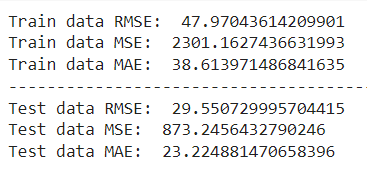 Train data RMSE:  47.97043614209901
Train data MSE:  2301.1627436631993
Train data MAE:  38.613971486841635
-------------------------------------
Test data RMSE:  29.550729995704415
Test data MSE:  873.2456432790246
Test data MAE:  23.224881470658396